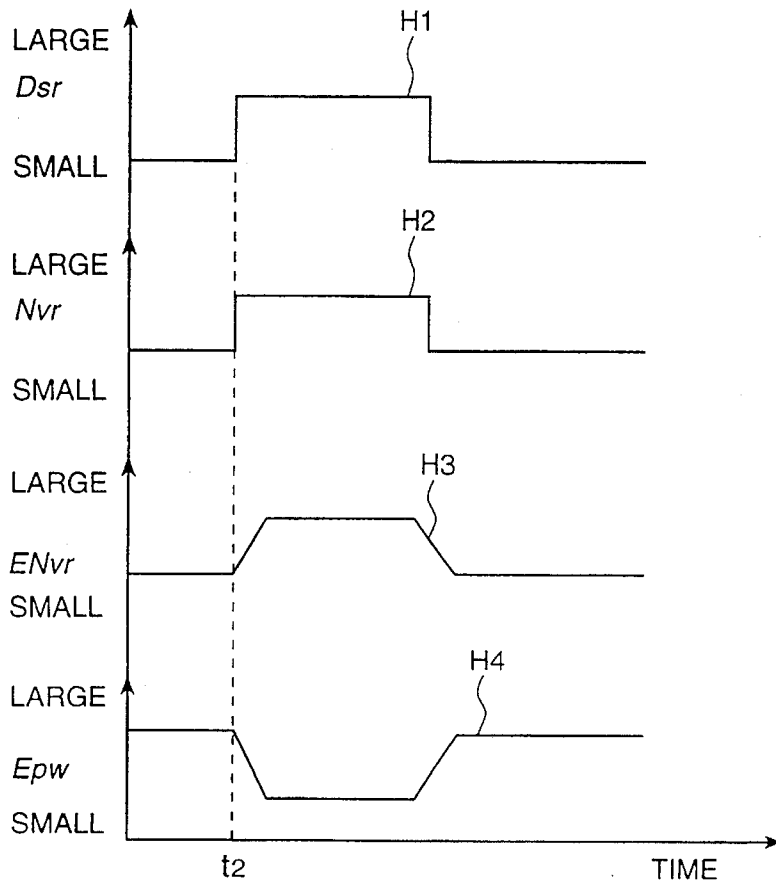 LARGE
H1
Dsr
SMALL
H2
LARGE
Nvr
SMALL
H3
LARGE
ENvr
SMALL
H4
LARGE
Epw
SMALL
t2
TIME